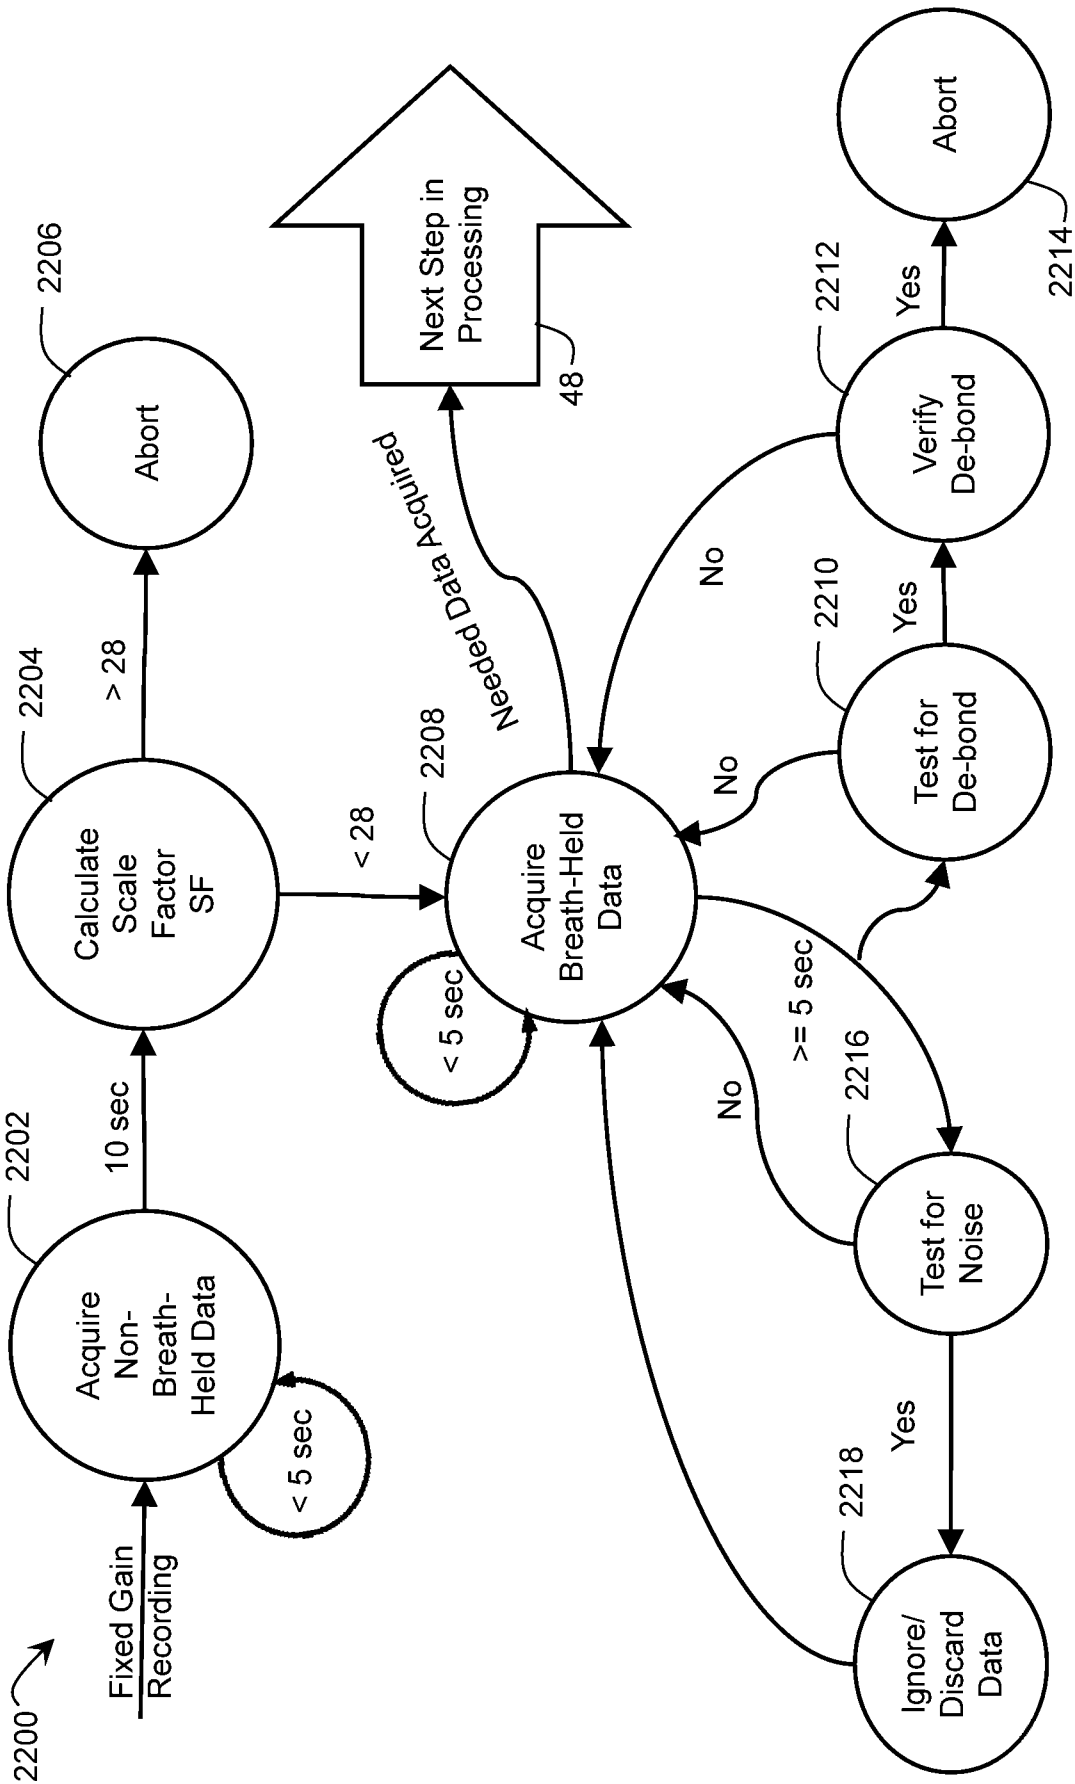 2200
Fixed Gain
Recording
2202
Acquire
Non-
Breath-
Held Data
< 5 sec
10 sec
2204
Calculate
Scale
Factor
SF
> 28
2206
Abort
< 28
2208
Acquire
Breath-Held
Data
< 5 sec
Needed Data Acquired
Next Step in
Processing
48
>= 5 sec
No
2216
Test for
Noise
Yes
2218
Ignore/
Discard
Data
No
2210
Test for
De-bond
Yes
No
2212
Verify
De-bond
Yes
Abort
2214